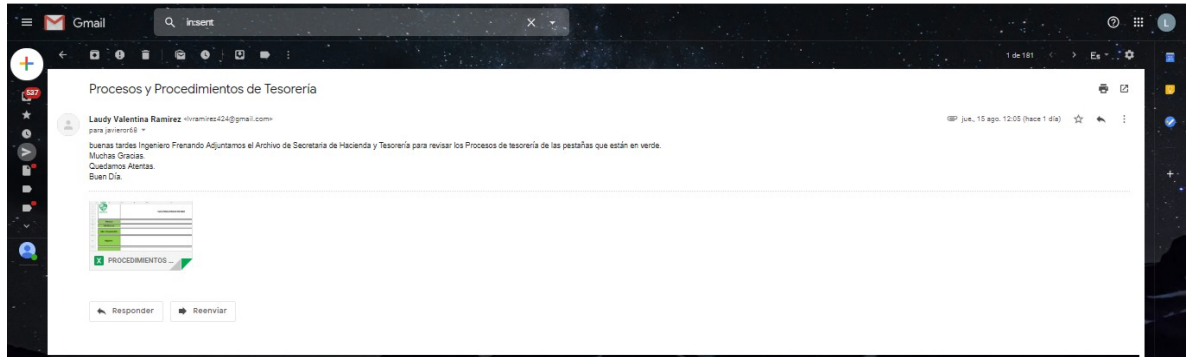 Gmail
in:sent
L
1 de 181
Es
537
Procesos y Procedimientos de Tesorería
Laudy Valentina Ramirez <lvramirez424@gmail.com>
jue., 15 ago. 12:05 (hace 1 día)
para javieror68
buenas tardes Ingeniero Frenando Adjuntamos el Archivo de Secretaria de Hacienda y Tesorería para revisar los Procesos de tesorería de las pestañas que están en verde.
Muchas Gracias.
Quedamos Atentas.
Buen Día.
X PROCEDIMIENTOS ...
Responder
Reenviar